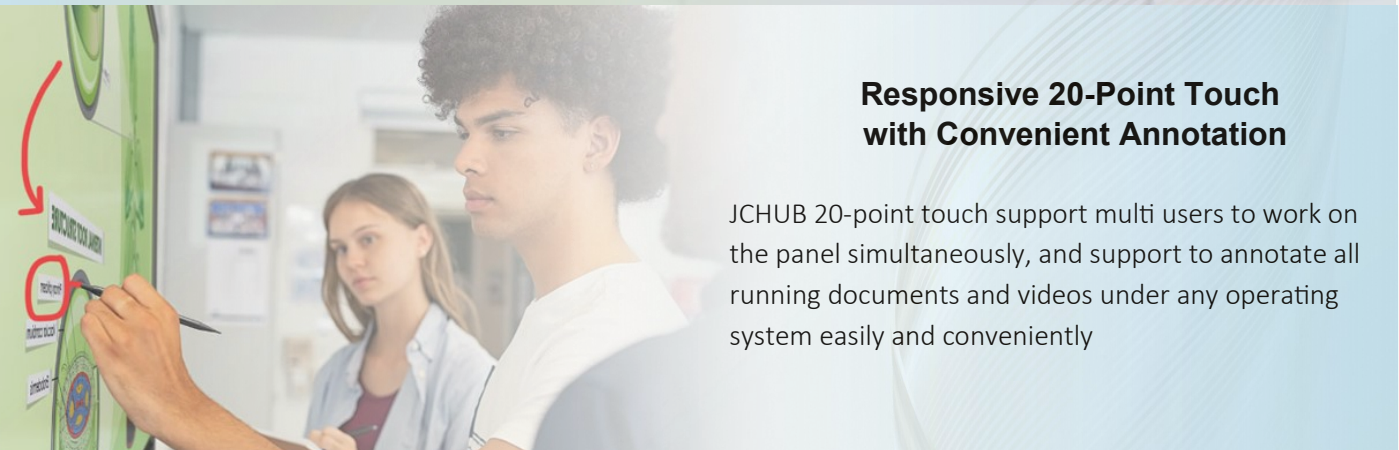 Responsive 20-Point Touch
with Convenient Annotation
JCHUB 20-point touch support multi users to work on
the panel simultaneously, and support to annotate all
running documents and videos under any operating
system easily and conveniently